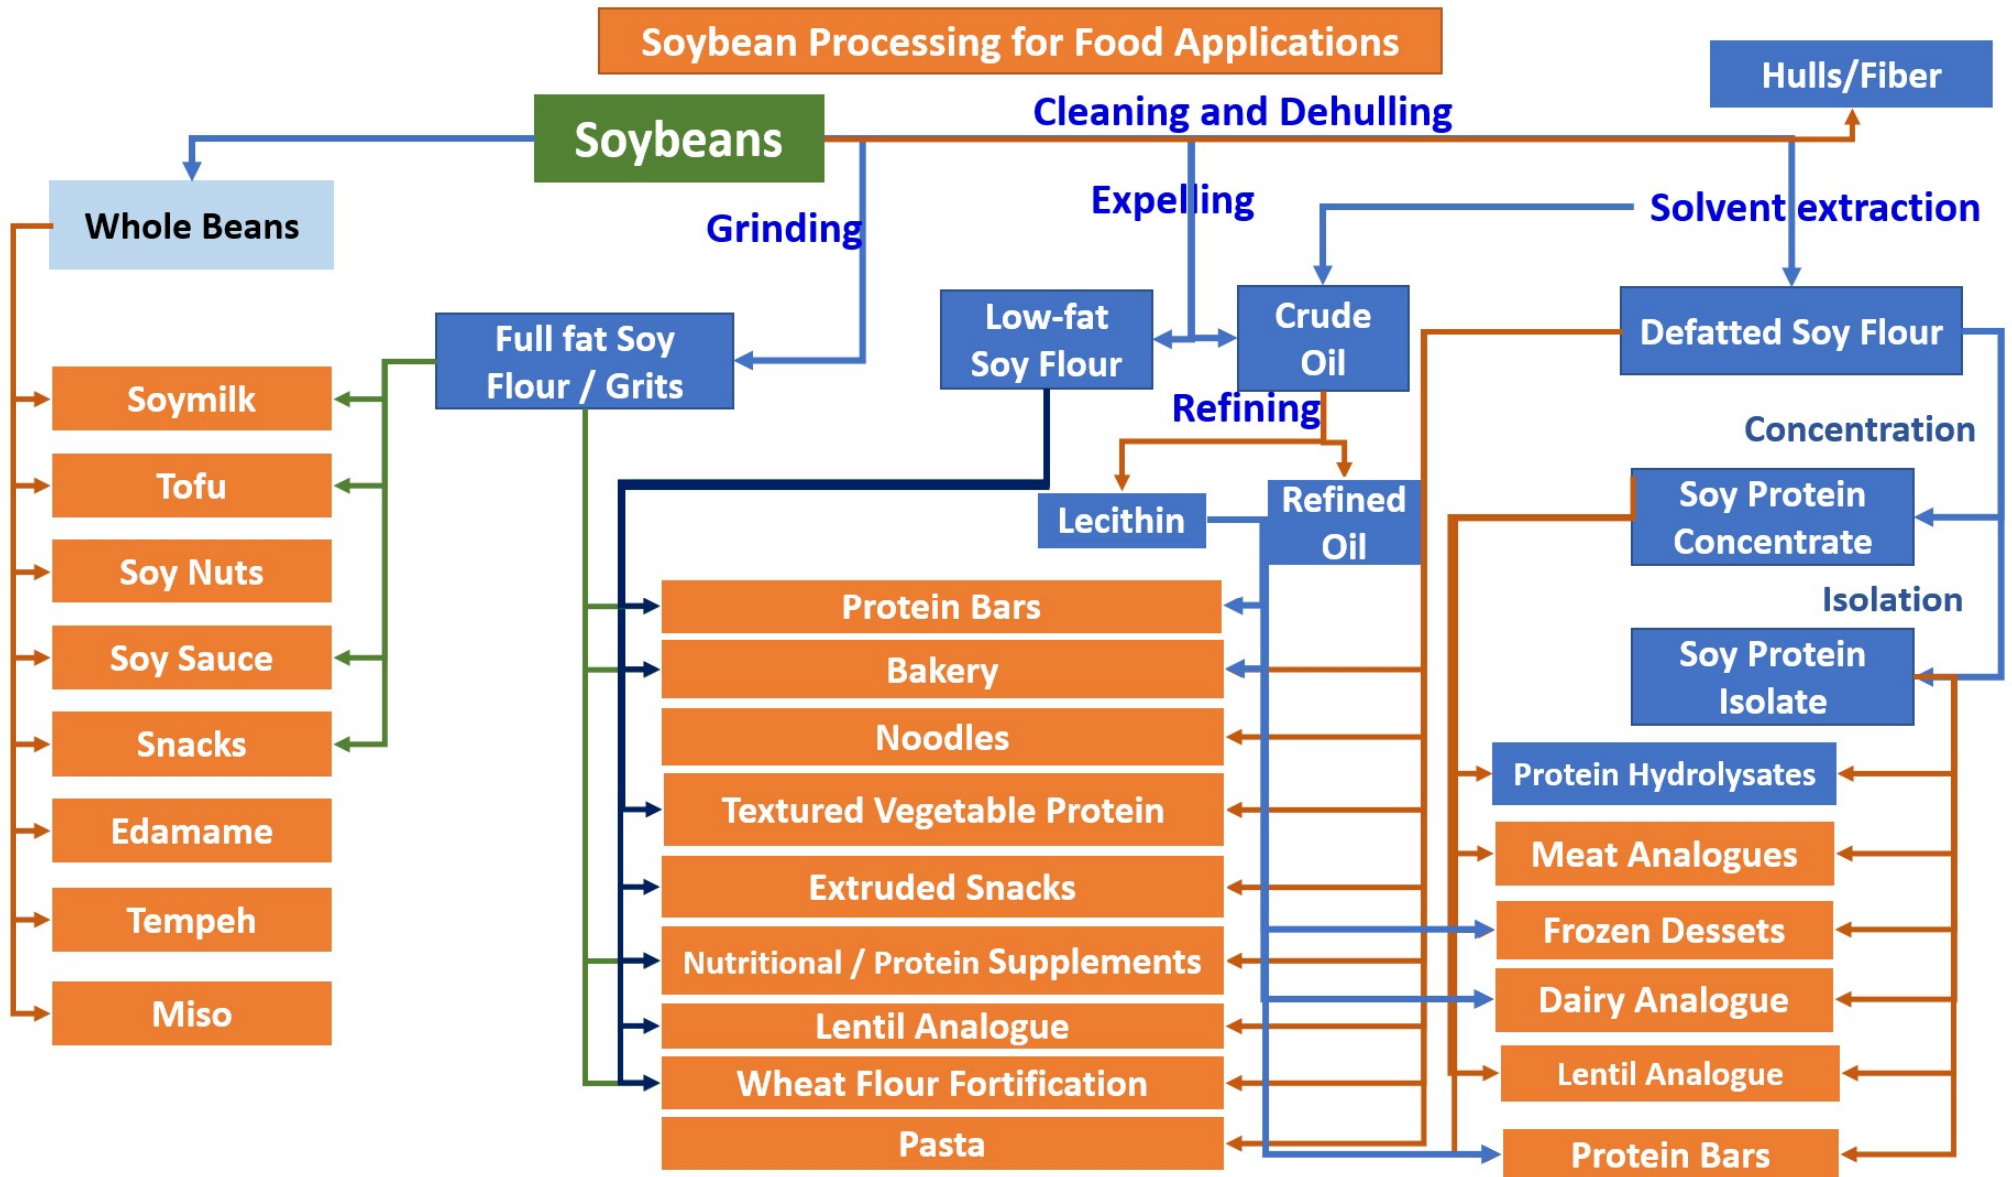 Soybean Processing for Food Applications
Hulls/Fiber
Cleaning and Dehulling
Soybeans
Expelling
Solvent extraction
Grinding
Whole Beans
Full fat Soy
Flour / Grits
Low-fat
Soy Flour
Crude
Oil
Defatted Soy Flour
Refining
Concentration
Lecithin
Refined
Oil
Soy Protein
Concentrate
Isolation
Soy Protein
Isolate
Soymilk
Tofu
Soy Nuts
Soy Sauce
Snacks
Edamame
Tempeh
Miso
Protein Bars
Bakery
Noodles
Textured Vegetable Protein
Extruded Snacks
Nutritional / Protein Supplements
Lentil Analogue
Wheat Flour Fortification
Pasta
Protein Hydrolysates
Meat Analogues
Frozen Dessets
Dairy Analogue
Lentil Analogue
Protein Bars